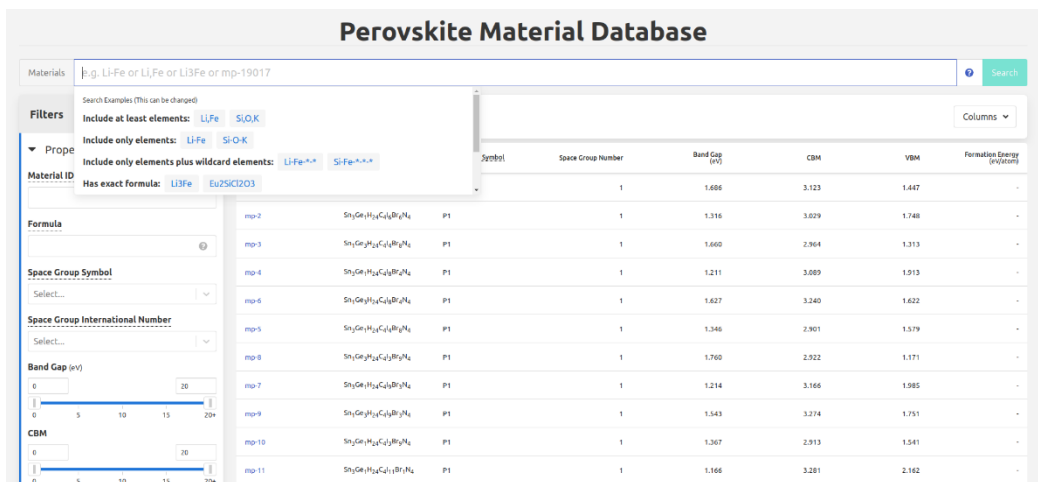 Perovskite Material Database
Materials e.g. Li-Fe or Li,Fe or Li3Fe or mp-19017 Search
Search Examples (This can be changed)
Include at least elements: Li,Fe Si,O,K
Include only elements: Li-Fe Si-O-K
Include only elements plus wildcard elements: Li-Fe-*-* Si-Fe-*-*-*
Has exact formula: Li3Fe Eu2SiCl2O3
Filters
Columns
Prope
Material ID
Formula
Space Group Symbol
Select...
Space Group International Number
Select...
Band Gap (eV)
0 20
0 5 10 15 20+
CBM
0 20
0 5 10 15 20+
Symbol Space Group Number Band Gap (eV) CBM VBM Formation Energy (eV/atom)
1 1.686 3.123 1.447 -
mp-2 P1 1 1.316 3.029 1.748 -
mp-3 P1 1 1.660 2.964 1.313 -
mp-4 P1 1 1.211 3.089 1.913 -
mp-6 P1 1 1.627 3.240 1.622 -
mp-5 P1 1 1.346 2.901 1.579 -
mp-8 P1 1 1.760 2.922 1.171 -
mp-7 P1 1 1.214 3.166 1.985 -
mp-9 P1 1 1.543 3.274 1.751 -
mp-10 P1 1 1.367 2.913 1.541 -
mp-11 P1 1 1.166 3.281 2.162 -